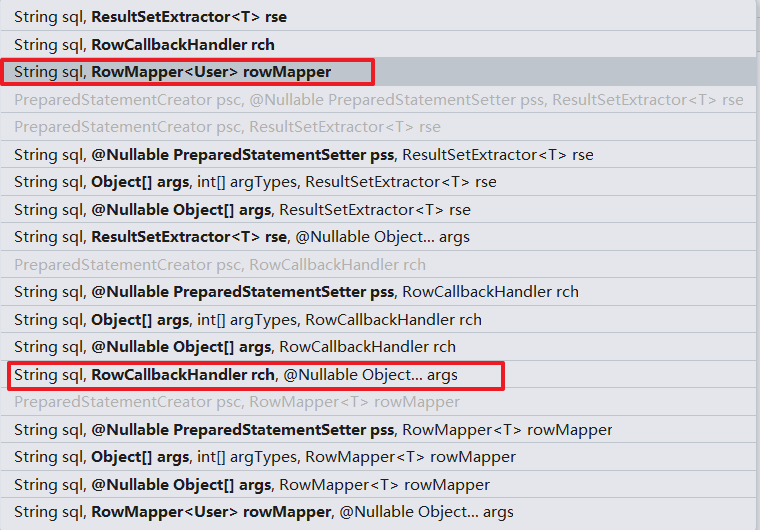 String sql, ResultSetExtractor<T> rse
String sql, RowCallbackHandler rch
String sql, RowMapper<User> rowMapper
PreparedStatementCreator psc, @Nullable PreparedStatementSetter pss, ResultSetExtractor<T> rse
PreparedStatementCreator psc, ResultSetExtractor<T> rse
String sql, @Nullable PreparedStatementSetter pss, ResultSetExtractor<T> rse
String sql, Object[] args, int[] argTypes, ResultSetExtractor<T> rse
String sql, @Nullable Object[] args, ResultSetExtractor<T> rse
String sql, ResultSetExtractor<T> rse, @Nullable Object... args
PreparedStatementCreator psc, RowCallbackHandler rch
String sql, @Nullable PreparedStatementSetter pss, RowCallbackHandler rch
String sql, Object[] args, int[] argTypes, RowCallbackHandler rch
String sql, @Nullable Object[] args, RowCallbackHandler rch
String sql, RowCallbackHandler rch, @Nullable Object... args
PreparedStatementCreator psc, RowMapper<T> rowMapper
String sql, @Nullable PreparedStatementSetter pss, RowMapper<T> rowMapper
String sql, Object[] args, int[] argTypes, RowMapper<T> rowMapper
String sql, @Nullable Object[] args, RowMapper<T> rowMapper
String sql, RowMapper<User> rowMapper, @Nullable Object... args